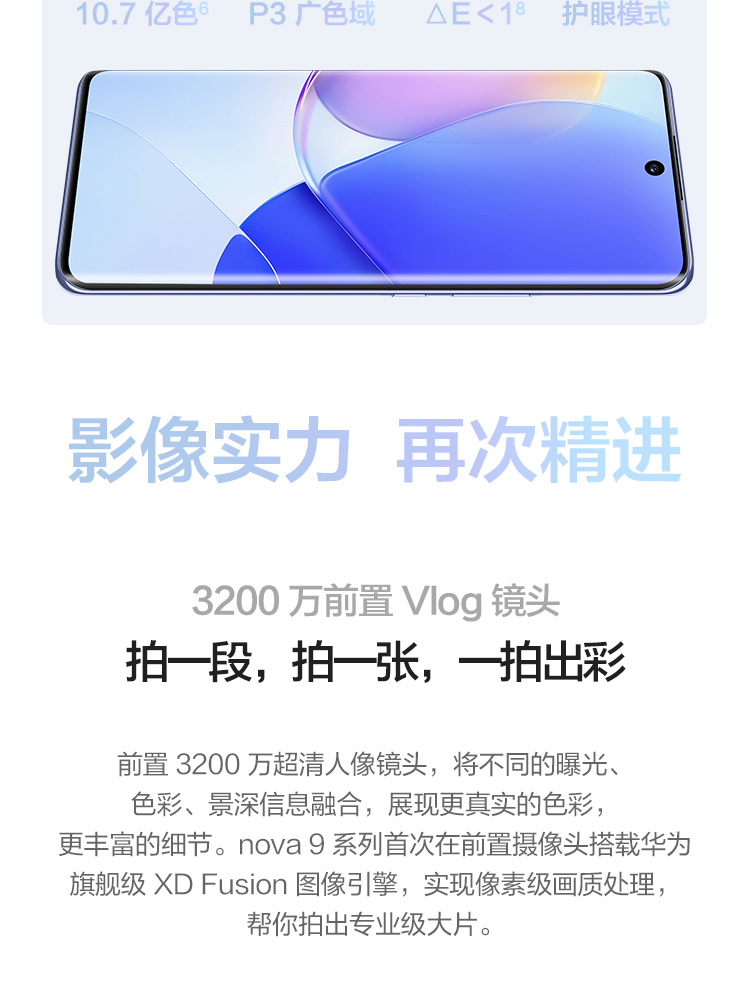 10.7 亿色6 P3 广色域 △E＜18 护眼模式
影像实力 再次精进
3200 万前置 Vlog 镜头
拍一段，拍一张，一拍出彩
前置 3200 万超清人像镜头，将不同的曝光、
色彩、景深信息融合，展现更真实的色彩，
更丰富的细节。nova 9 系列首次在前置摄像头搭载华为
旗舰级 XD Fusion 图像引擎，实现像素级画质处理，
帮你拍出专业级大片。